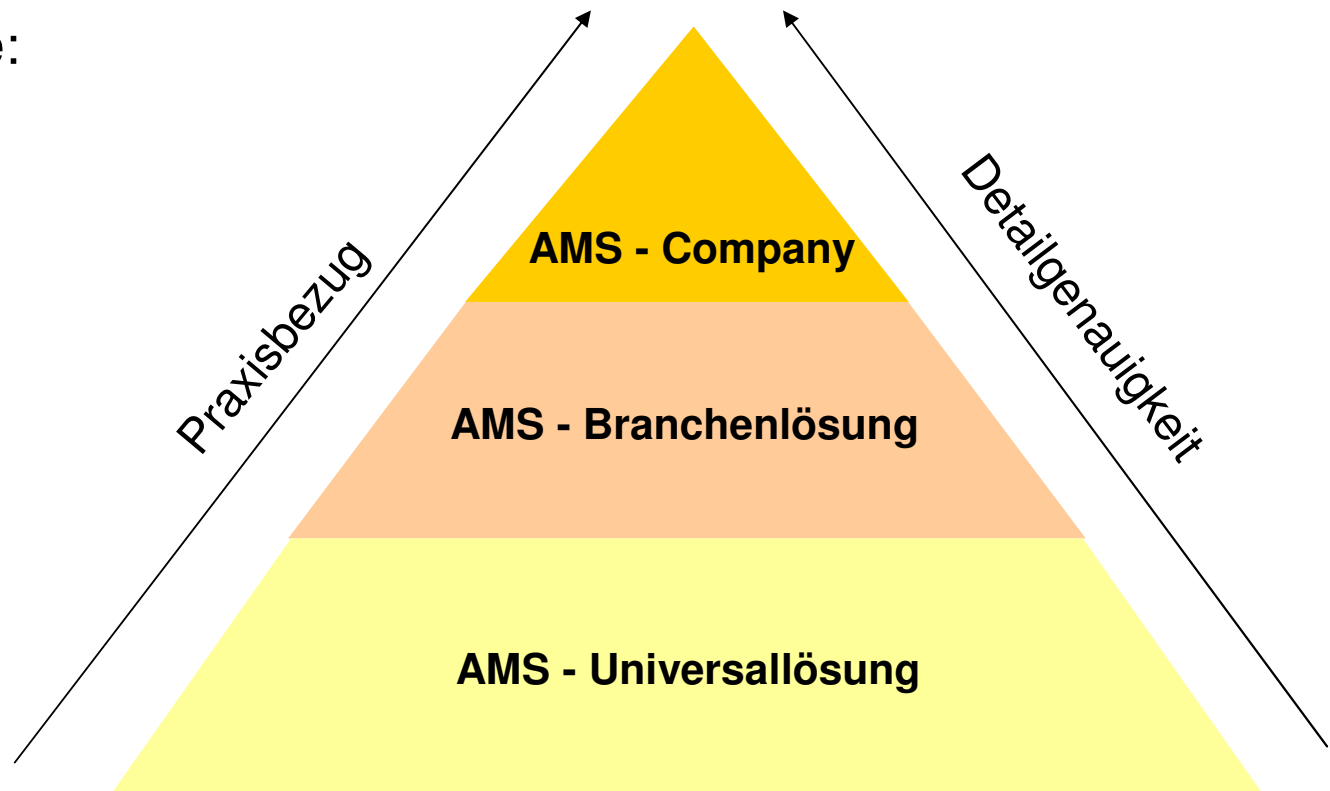 e:
Praxisbezug
Detailgenauigkeit
AMS - Company
AMS - Branchenlösung
AMS - Universallösung